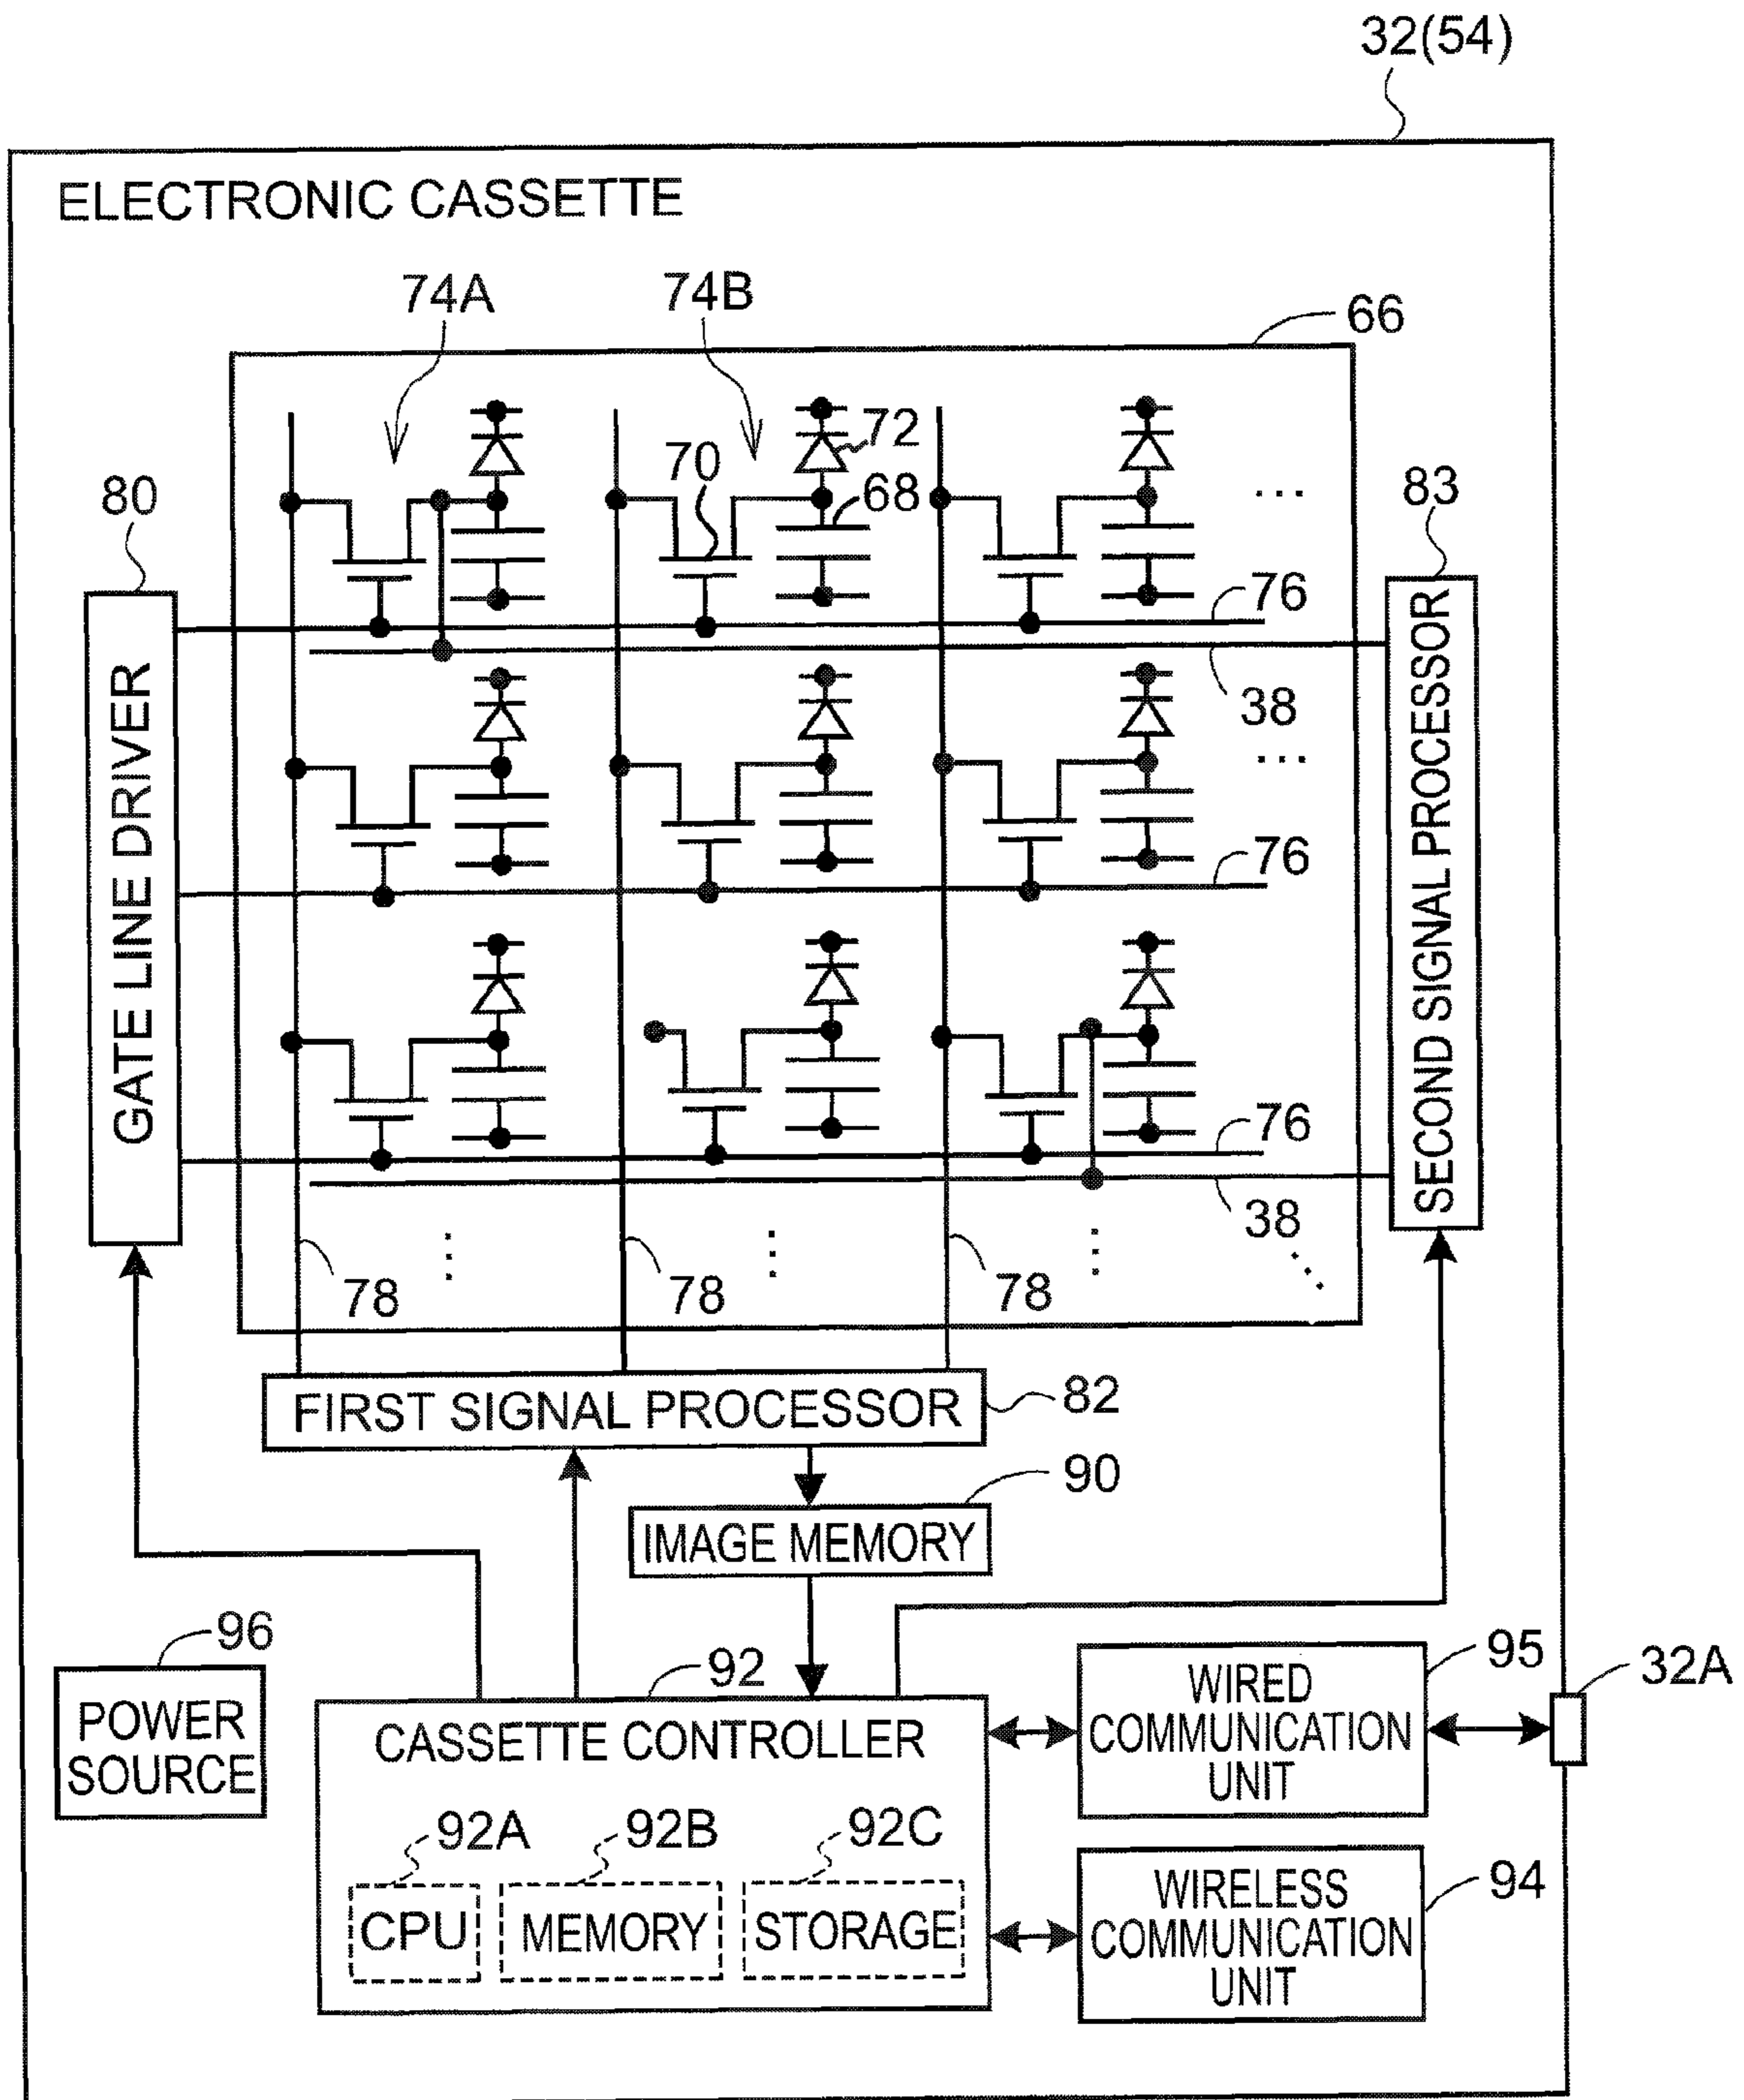 32(54)
ELECTRONIC CASSETTE
74A
74B
66
72
70
68
80
83
76
38
GATE LINE DRIVER
SECOND SIGNAL PROCESSOR
...
...
76
76
38
78
78
78
FIRST SIGNAL PROCESSOR
82
90
IMAGE MEMORY
96
POWER
SOURCE
92
CASSETTE CONTROLLER
92A
92B
92C
CPU
MEMORY
STORAGE
95
WIRED
COMMUNICATION
UNIT
32A
94
WIRELESS
COMMUNICATION
UNIT